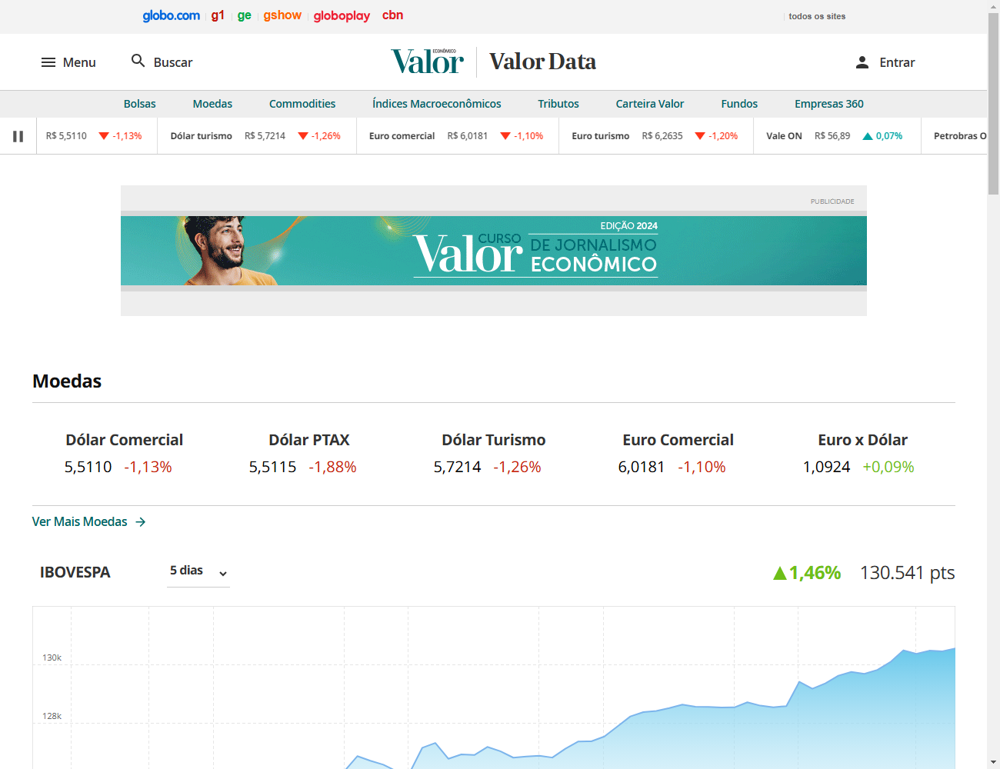 globo.com g1 ge gshow globoplay cbn todos os sites
Menu Buscar Valor ECONÔMICO Valor Data Entrar
Bolsas Moedas Commodities Índices Macroeconômicos Tributos Carteira Valor Fundos Empresas 360
R$ 5,5110 -1,13% Dólar turismo R$ 5,7214 -1,26% Euro comercial R$ 6,0181 -1,10% Euro turismo R$ 6,2635 -1,20% Vale ON R$ 56,89 0,07% Petrobras O
PUBLICIDADE
EDIÇÃO 2024
CURSO
Valor
DE JORNALISMO
ECONÔMICO
Moedas
Dólar Comercial Dólar PTAX Dólar Turismo Euro Comercial Euro x Dólar
5,5110 -1,13% 5,5115 -1,88% 5,7214 -1,26% 6,0181 -1,10% 1,0924 +0,09%
Ver Mais Moedas
IBOVESPA 5 dias 1,46% 130.541 pts
130k
128k